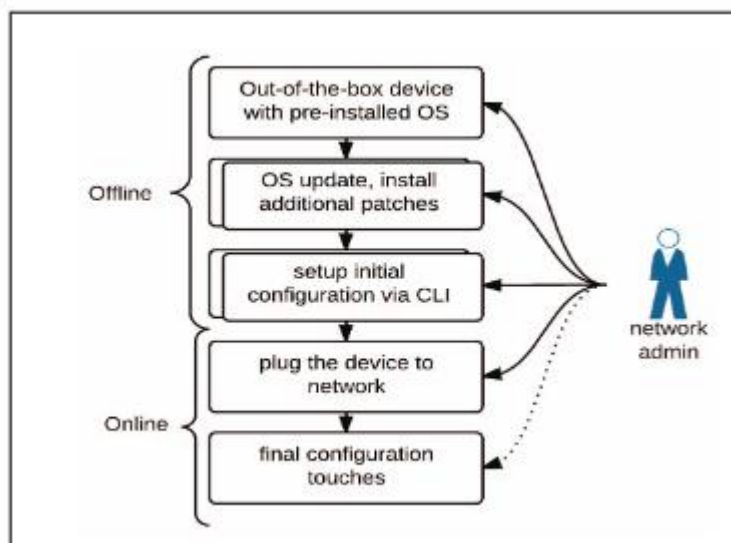 Out-of-the-box device
with pre-installed OS
OS update, install
additional patches
Offline
setup initial
configuration via CLI
network
admin
plug the device to
network
Online
final configuration
touches